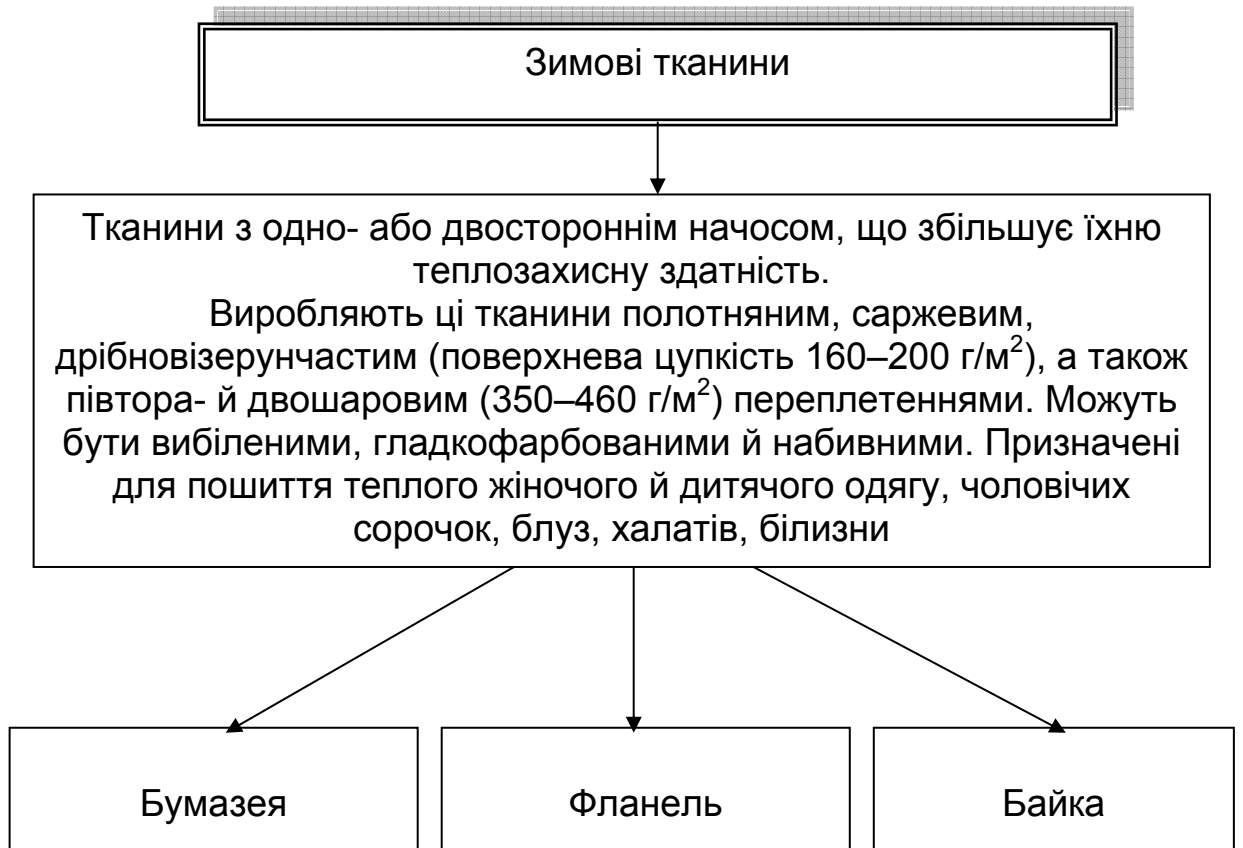 Зимові тканини
Тканини з одно- або двостороннім начосом, що збільшує їхню
теплозахисну здатність.
Виробляють ці тканини полотняним, саржевим,
дрібновізерунчастим (поверхнева цупкість 160–200 г/м²), а також
півтора- й двошаровим (350–460 г/м²) переплетеннями. Можуть
бути вибіленими, гладкофарбованими й набивними. Призначені
для пошиття теплого жіночого й дитячого одягу, чоловічих
сорочок, блуз, халатів, білизни
Бумазея
Фланель
Байка